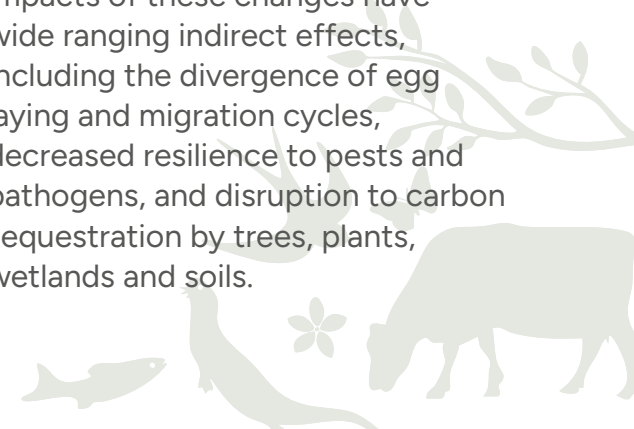 mpacts of these changes have
wide ranging indirect effects,
ncluding the divergence of egg
aying and migration cycles,
decreased resilience to pests and
pathogens, and disruption to carbon
equestration by trees, plants,
wetlands and soils.